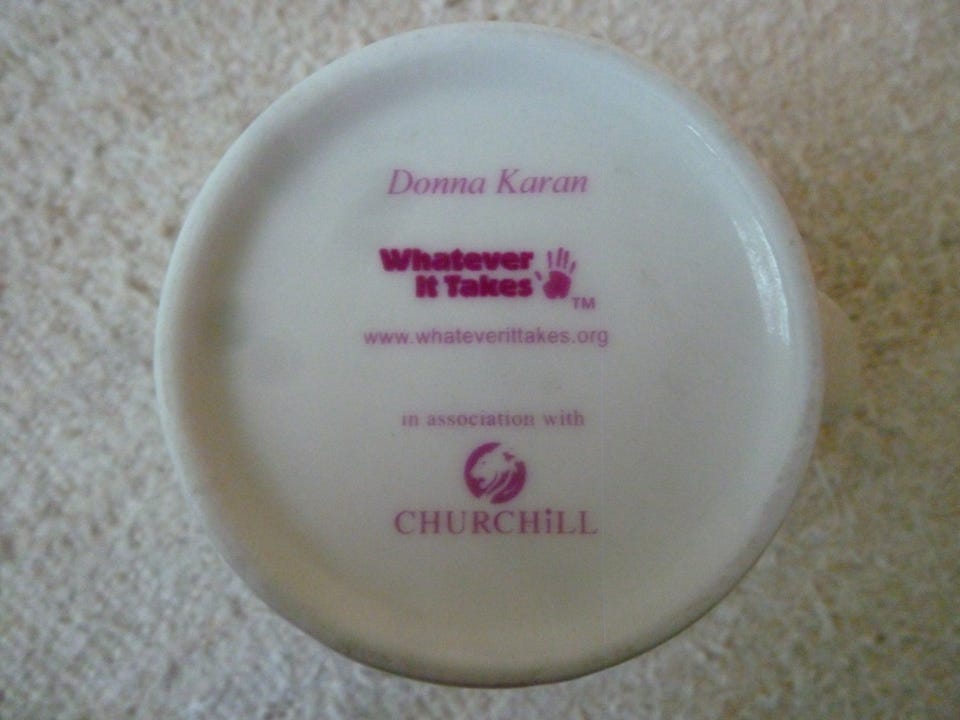 Donna Karan
Whatever
It Takes
TM
www.whateverittakes.org
in association with
CHURCHiLL